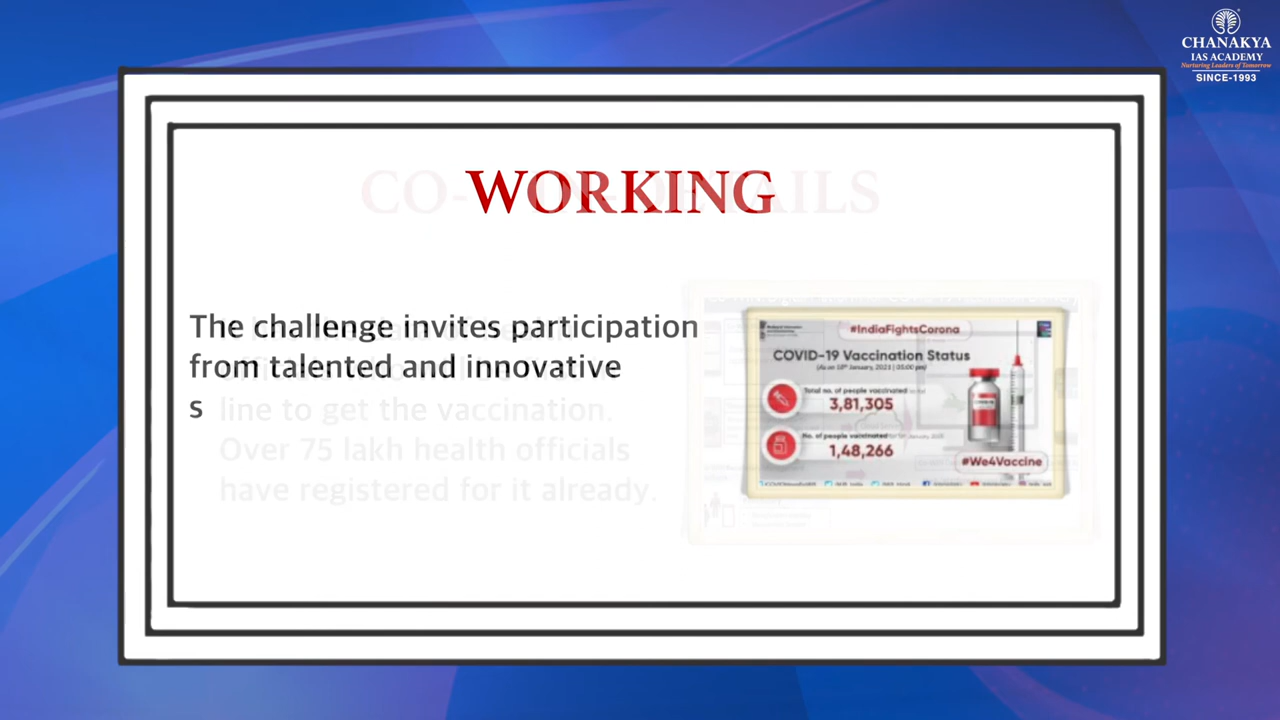 CHANAKYA
IAS ACADEMY
Nurturing Leaders of Tomorrow
SINCE-1993
WORKING
The challenge invites participation
from talented and innovative
s
line to get the vaccination.
Over 75 lakh health officials
have registered for it already.
#IndiaFightsCorona
COVID-19 Vaccination Status
(As on 18th January, 2021 | 05:00 pm)
Total no. of people vaccinated
3,81,305
No. of people vaccinated
1,48,266
#We4Vaccine